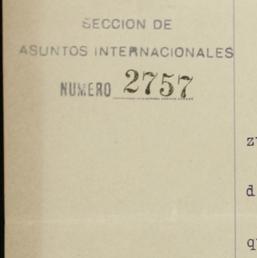 SECCION DE
ASUNTOS INTERNACIONALES
NUMERO 2757